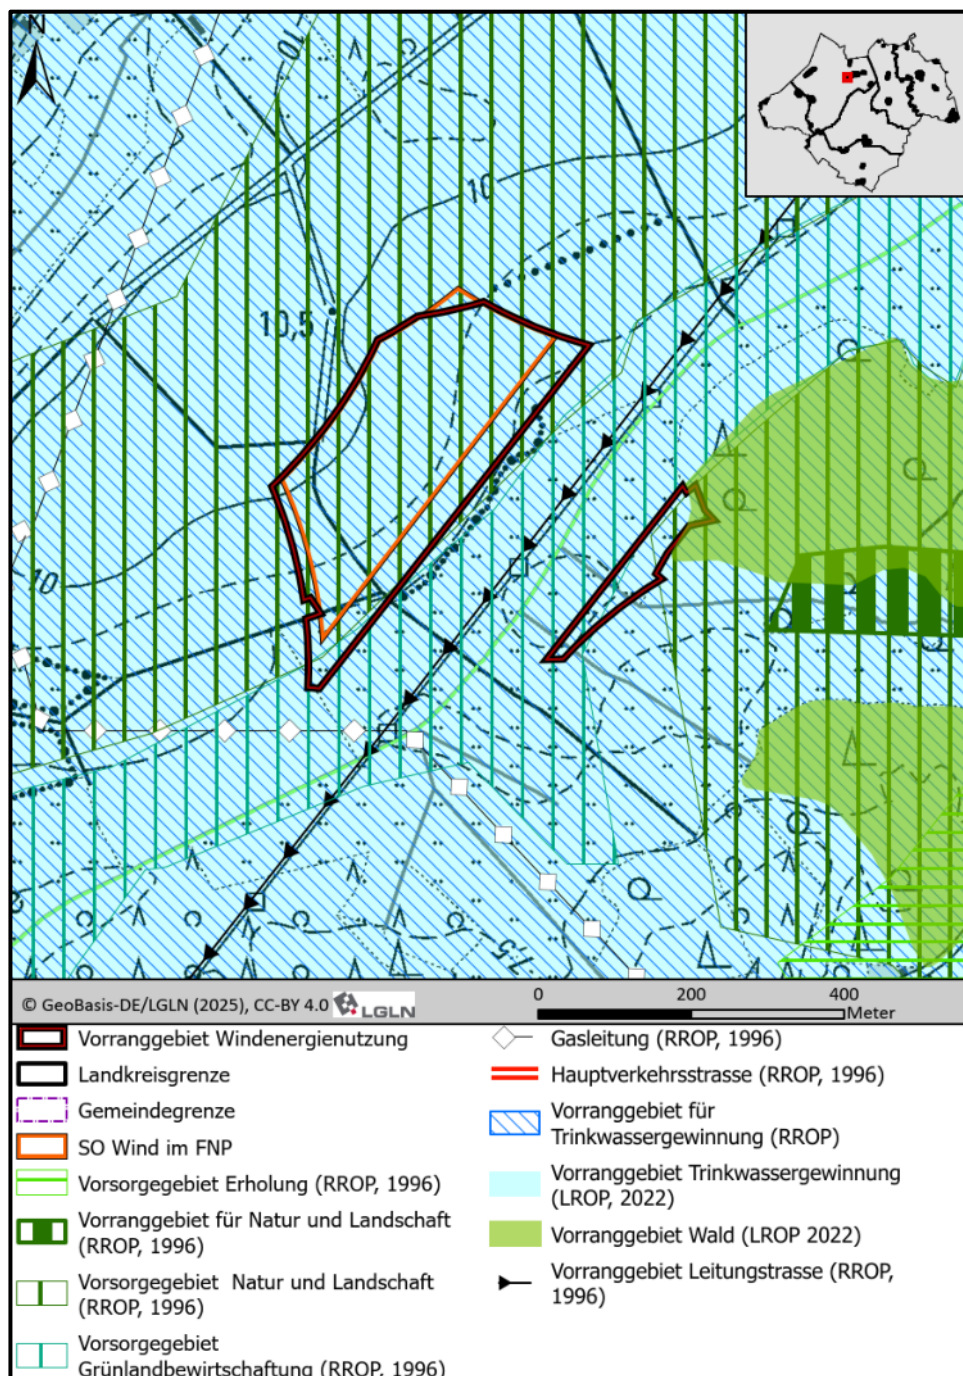 N
10
10
10,5
10
7,5
© GeoBasis-DE/LGLN (2025), CC-BY 4.0 LGLN
0 200 400
Meter
Vorranggebiet Windenergienutzung
Landkreisgrenze
Gemeindegrenze
SO Wind im FNP
Vorsorgegebiet Erholung (RROP, 1996)
Vorranggebiet für Natur und Landschaft
(RROP, 1996)
Vorsorgegebiet Natur und Landschaft
(RROP, 1996)
Vorsorgegebiet
Grünlandbewirtschaftung (RROP, 1996)
Gasleitung (RROP, 1996)
Hauptverkehrsstrasse (RROP, 1996)
Vorranggebiet für
Trinkwassergewinnung (RROP)
Vorranggebiet Trinkwassergewinnung
(LROP, 2022)
Vorranggebiet Wald (LROP 2022)
Vorranggebiet Leitungstrasse (RROP,
1996)